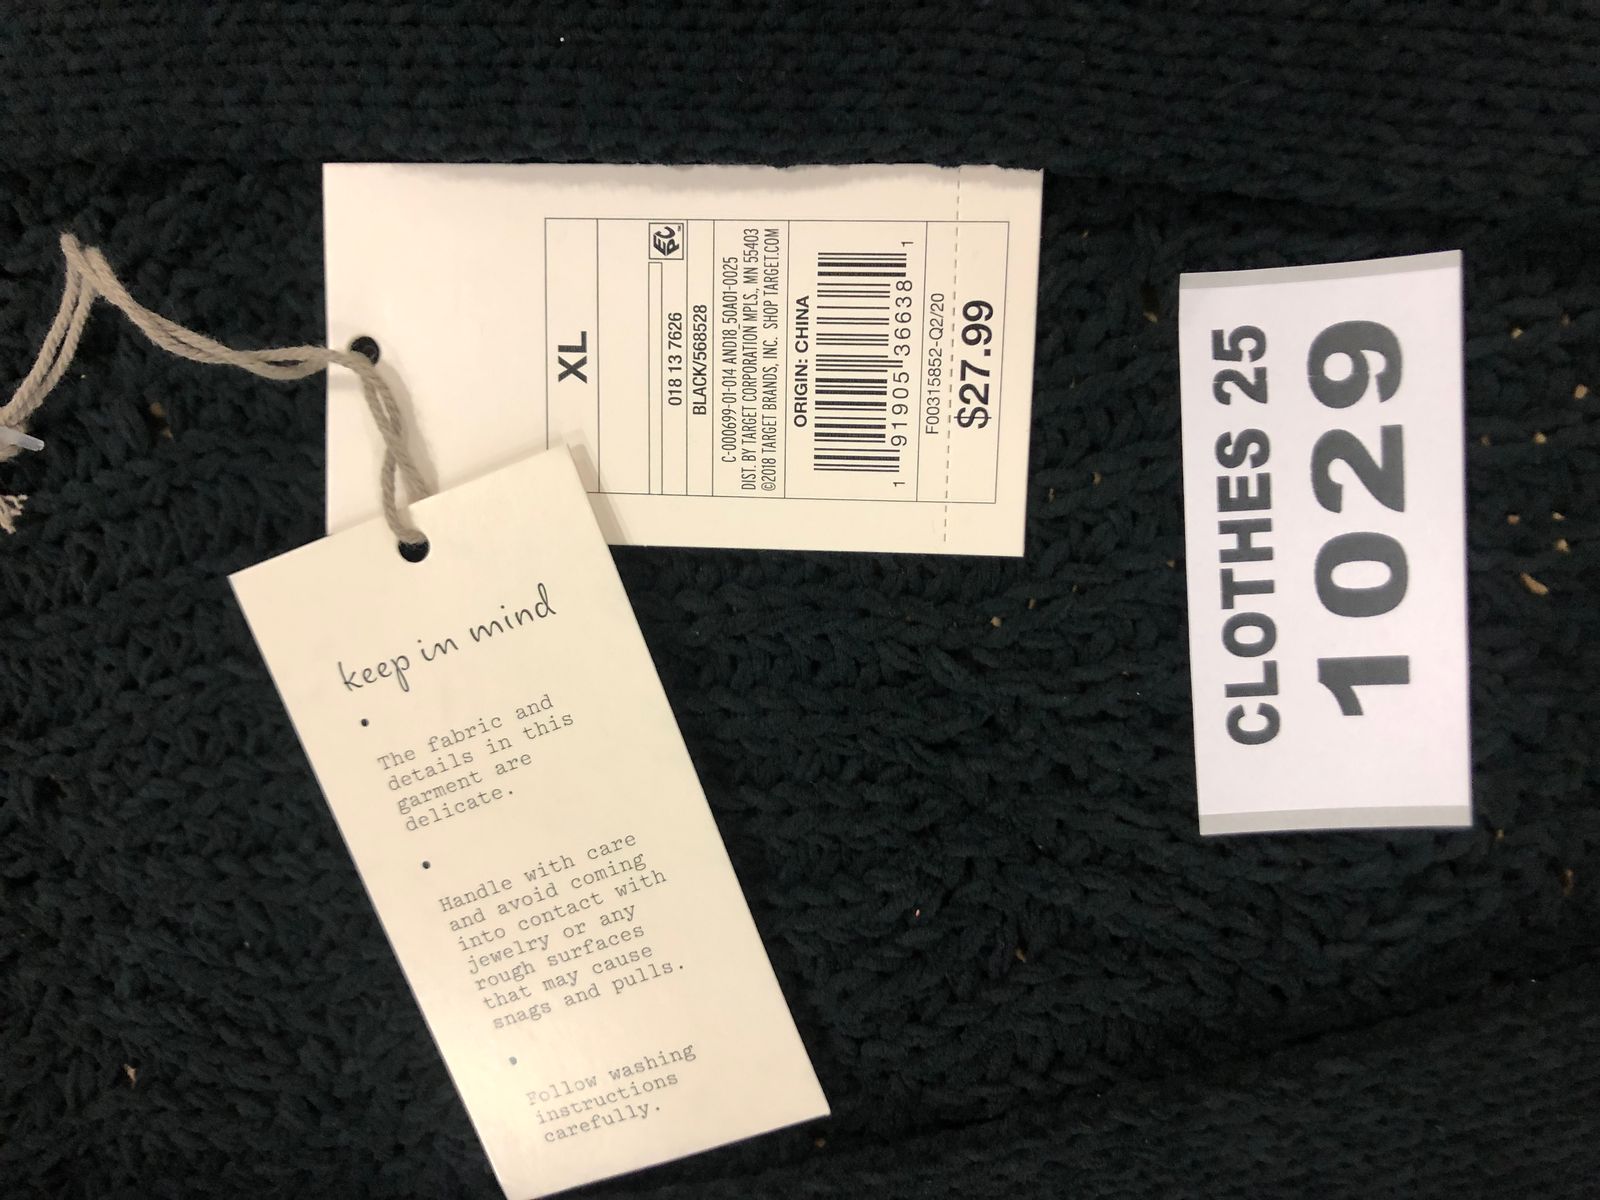 XL
EC
PC
018 13 7626
BLACK/568528
C-000699-01-014 AND18_50A01-0025
DIST. BY TARGET CORPORATION MPLS., MN 55403
©2018 TARGET BRANDS, INC. SHOP TARGET.COM
ORIGIN: CHINA
1 91905 36638 1
F00315852-Q2/20
$27.99
keep in mind
• The fabric and
details in this
garment are
delicate.
• Handle with care
and avoid coming
into contact with
jewelry or any
rough surfaces
that may cause
snags and pulls.
• Follow washing
instructions
carefully.
CLOTHES 25
1029